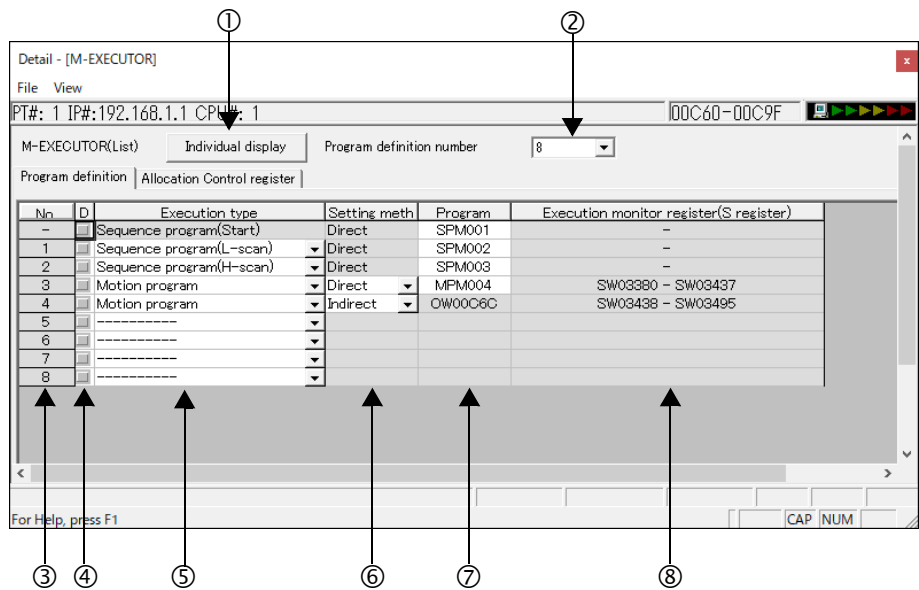 ① ②
Detail - [M-EXECUTOR] x
File View
PT#: 1 IP#:192.168.1.1 CPU#: 1 00C60-00C9F
M-EXECUTOR(List) Individual display Program definition number 8
Program definition Allocation Control register
No D Execution type Setting meth Program Execution monitor register(S register)
- Sequence program(Start) Direct SPM001 -
1 Sequence program(L-scan) Direct SPM002 -
2 Sequence program(H-scan) Direct SPM003 -
3 Motion program Direct MPM004 SW03380 - SW03437
4 Motion program Indirect OW00C6C SW03438 - SW03495
5 ----------
6 ----------
7 ----------
8 ----------
For Help, press F1 CAP NUM
③ ④ ⑤ ⑥ ⑦ ⑧